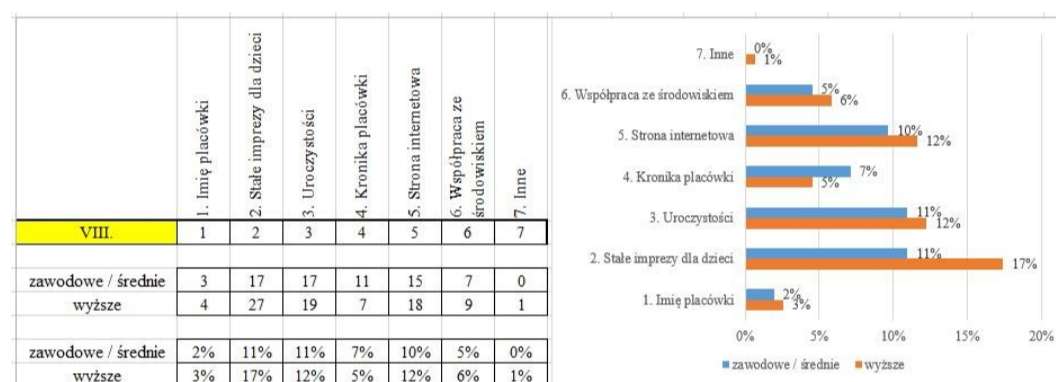 1. Imię placówki
2. Stałe imprezy dla dzieci
3. Uroczystości
4. Kronika placówki
5. Strona internetowa
6. Współpraca ze
środowiskiem
7. Inne
VIII. 1 2 3 4 5 6 7
zawodowe / średnie 3 17 17 11 15 7 0
wyższe 4 27 19 7 18 9 1
zawodowe / średnie 2% 11% 11% 7% 10% 5% 0%
wyższe 3% 17% 12% 5% 12% 6% 1%
7. Inne 0%
1%
6. Współpraca ze środowiskiem 5%
6%
5. Strona internetowa 10%
12%
4. Kronika placówki 7%
5%
3. Uroczystości 11%
12%
2. Stałe imprezy dla dzieci 11%
17%
1. Imię placówki 2%
3%
0% 5% 10% 15% 20%
zawodowe / średnie wyższe